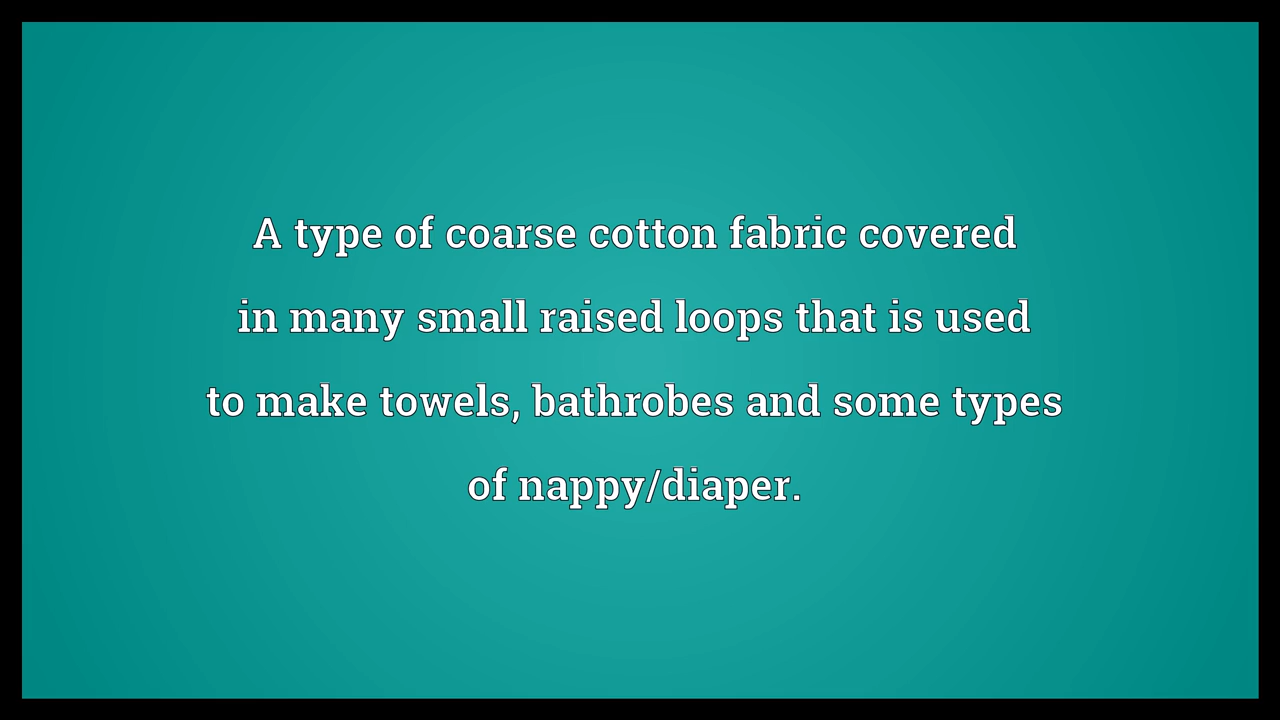 A type of coarse cotton fabric covered
in many small raised loops that is used
to make towels, bathrobes and some types
of nappy/diaper.